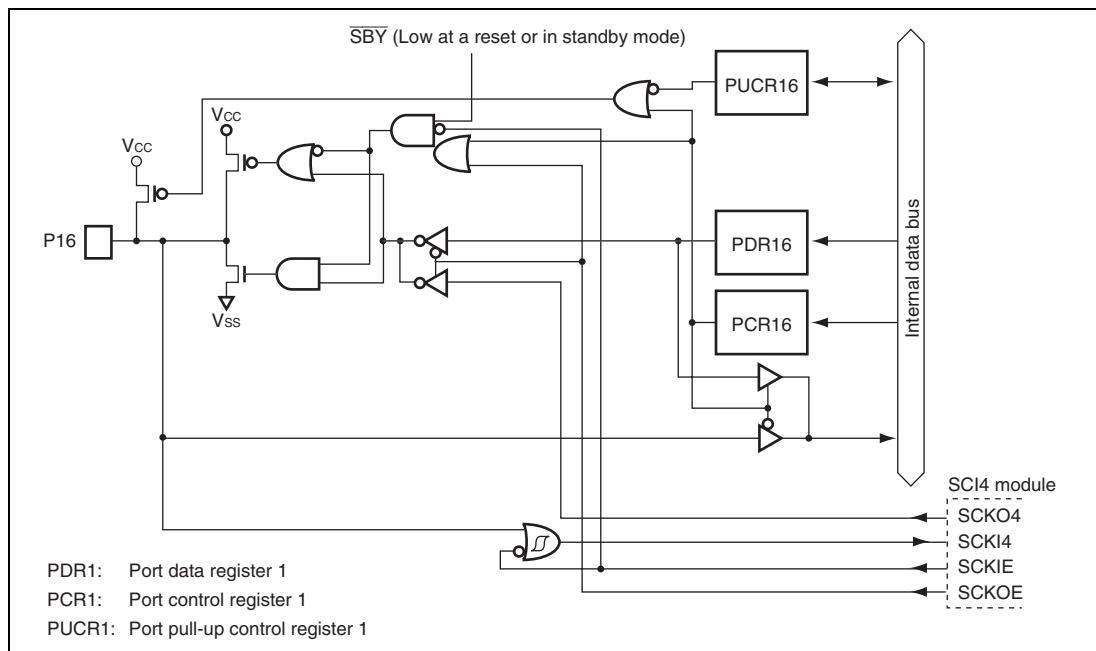 SBY (Low at a reset or in standby mode)
PUCR16
VCC
VCC
P16
PDR16
PCR16
VSS
Internal data bus
SCI4 module
SCKO4
SCKI4
SCKIE
SCKOE
PDR1: Port data register 1
PCR1: Port control register 1
PUCR1: Port pull-up control register 1